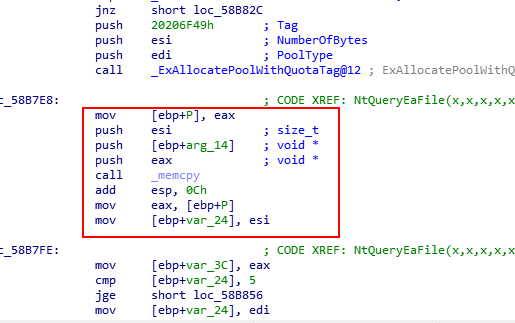 jnz     short loc_58B82C
push    20206F49h       ; Tag
push    esi             ; NumberOfBytes
push    edi             ; PoolType
call    _ExAllocatePoolWithQuotaTag@12 ; ExAllocatePoolWithQ
c_58B7E8:                               ; CODE XREF: NtQueryEaFile(x,x,x,x,x
mov     [ebp+P], eax
push    esi             ; size_t
push    [ebp+arg_14]    ; void *
push    eax             ; void *
call    _memcpy
add     esp, 0Ch
mov     eax, [ebp+P]
mov     [ebp+var_24], esi
c_58B7FE:                               ; CODE XREF: NtQueryEaFile(x,x,x,x,x
mov     [ebp+var_3C], eax
cmp     [ebp+var_24], 5
jge     short loc_58B856
mov     [ebp+var_24], edi